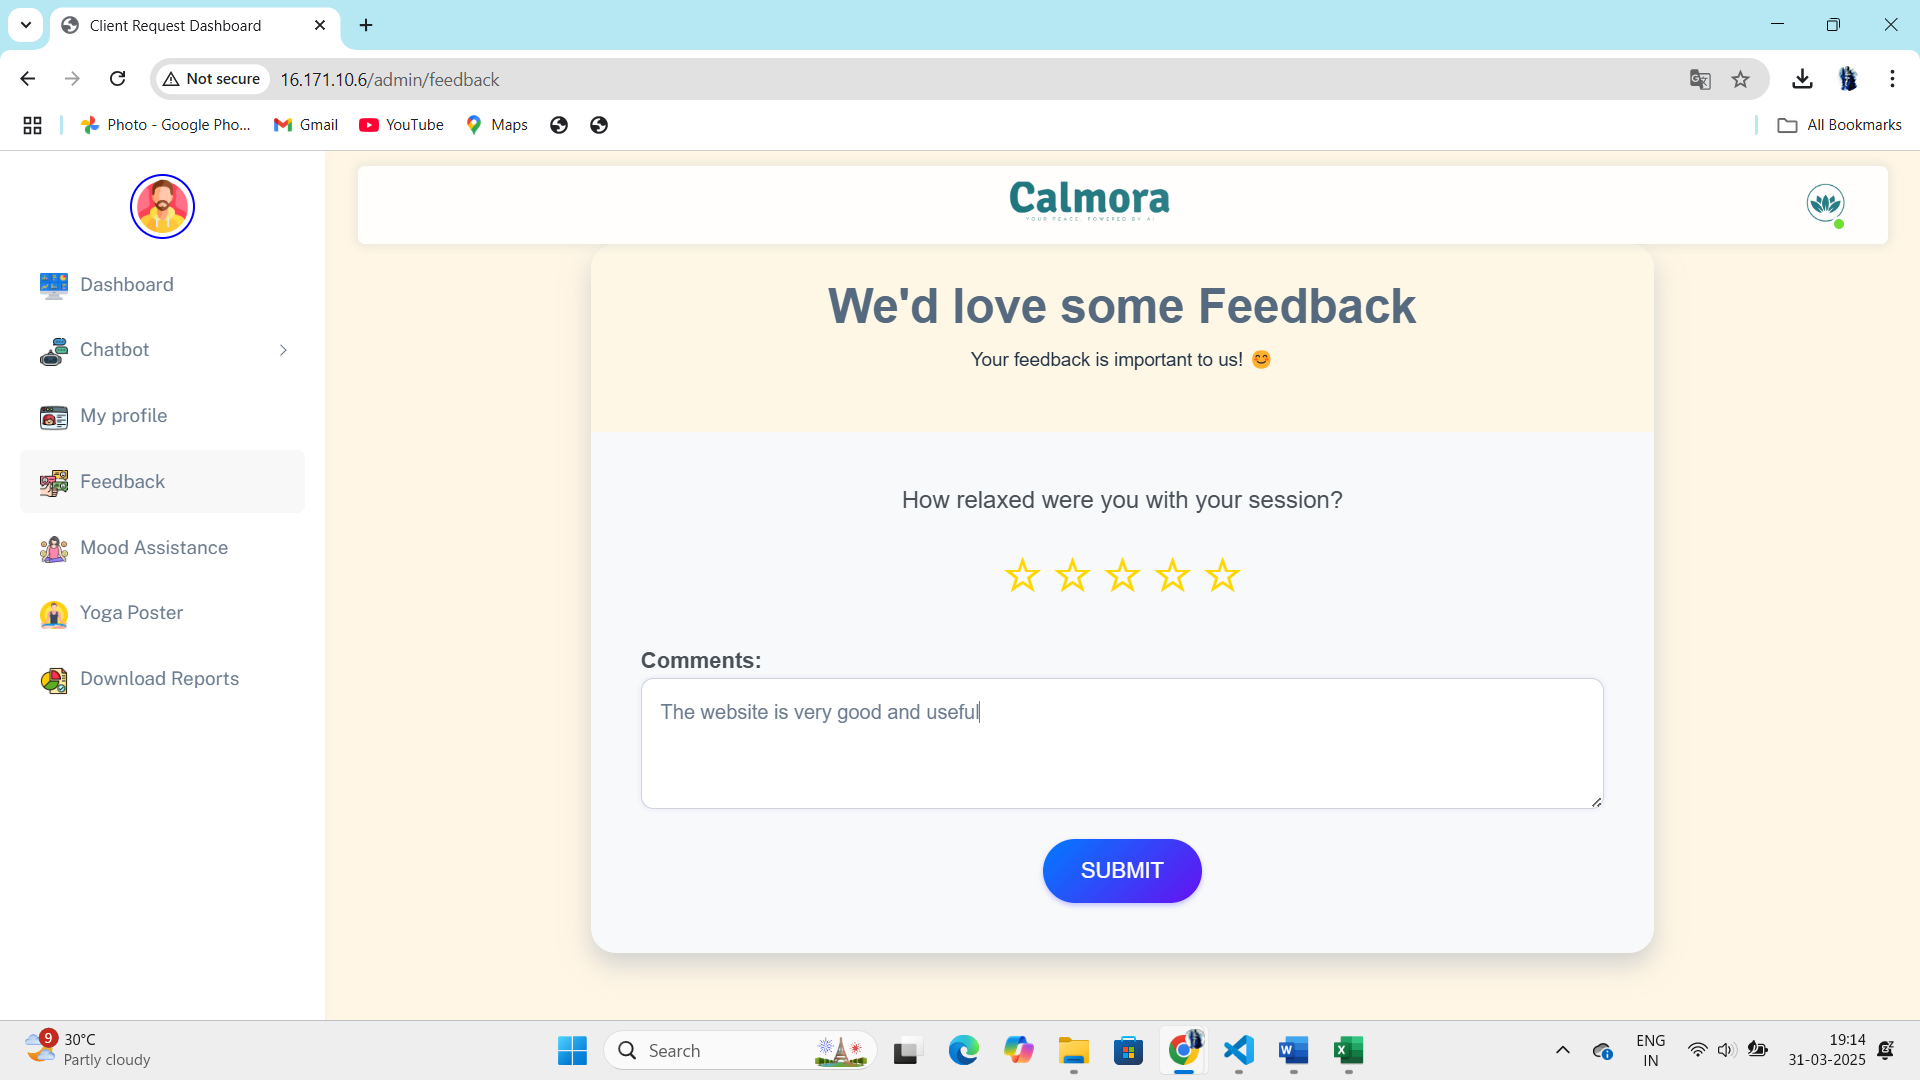 Client Request Dashboard
Not secure
16.171.10.6/admin/feedback
Photo - Google Pho...
Gmail
YouTube
Maps
All Bookmarks
Calmora
YOUR PEACE, POWERED BY AI
Dashboard
Chatbot
My profile
Feedback
Mood Assistance
Yoga Poster
Download Reports
We'd love some Feedback
Your feedback is important to us! 😊
How relaxed were you with your session?
Comments:
The website is very good and useful
SUBMIT
9
30°C
Partly cloudy
Search
ENG
IN
19:14
31-03-2025